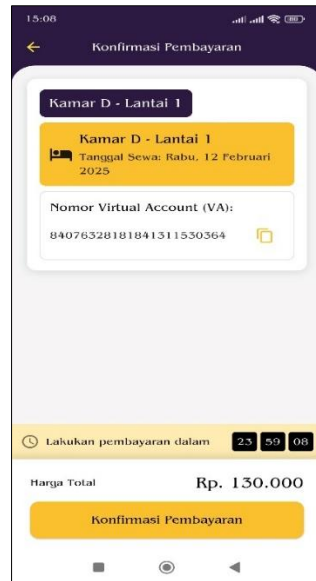 15:08
Konfirmasi Pembayaran
Kamar D - Lantai 1
Kamar D - Lantai 1
Tanggal Sewa: Rabu, 12 Februari
2025
Nomor Virtual Account (VA):
84076328181841311530364
Lakukan pembayaran dalam 23 59 08
Harga Total Rp. 130.000
Konfirmasi Pembayaran